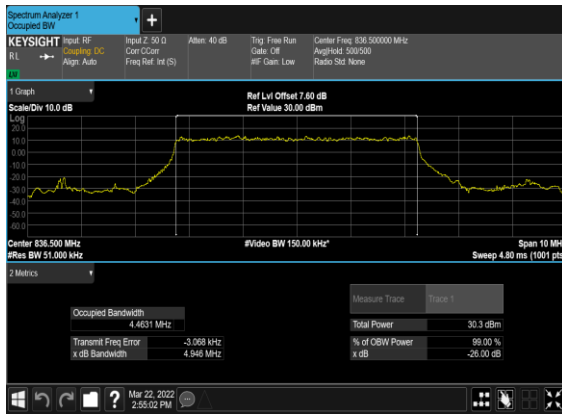 Spectrum Analyzer 1
Occupied BW
KEYSIGHT
RL
Input: RF
Coupling: DC
Align: Auto
Input Z: 50 Ω
Corr CCorr
Freq Ref: Int (S)
Atten: 40 dB
Trig: Free Run
Gate: Off
#IF Gain: Low
Center Freq: 836.500000 MHz
Avg|Hold: 500/500
Radio Std: None
1 Graph
Scale/Div 10.0 dB
Ref Lvl Offset 7.60 dB
Ref Value 30.00 dBm
Log
20.0
10.0
0.00
-10.0
-20.0
-30.0
-40.0
-50.0
-60.0
Center 836.500 MHz
#Res BW 51.000 kHz
#Video BW 150.00 kHz*
Span 10 MH
Sweep 4.80 ms (1001 pts
2 Metrics
Measure Trace
Trace 1
Occupied Bandwidth
4.4631 MHz
Total Power
30.3 dBm
Transmit Freq Error
-3.068 kHz
% of OBW Power
99.00 %
x dB Bandwidth
4.946 MHz
x dB
-26.00 dB
?
Mar 22, 2022
2:55:02 PM